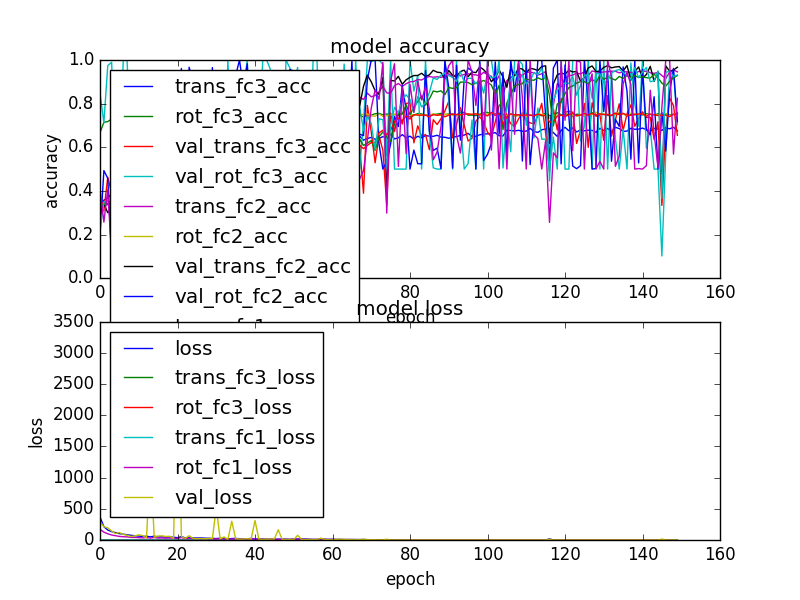 model accuracy
1.0
0.8
0.6
0.4
0.2
0.0
accuracy
trans_fc3_acc
rot_fc3_acc
val_trans_fc3_acc
val_rot_fc3_acc
trans_fc2_acc
rot_fc2_acc
val_trans_fc2_acc
val_rot_fc2_acc
0 80 100 120 140 160
epoch
model loss
3500
3000
2500
2000
1500
1000
500
0
loss
loss
trans_fc3_loss
rot_fc3_loss
trans_fc1_loss
rot_fc1_loss
val_loss
0 20 40 60 80 100 120 140 160
epoch